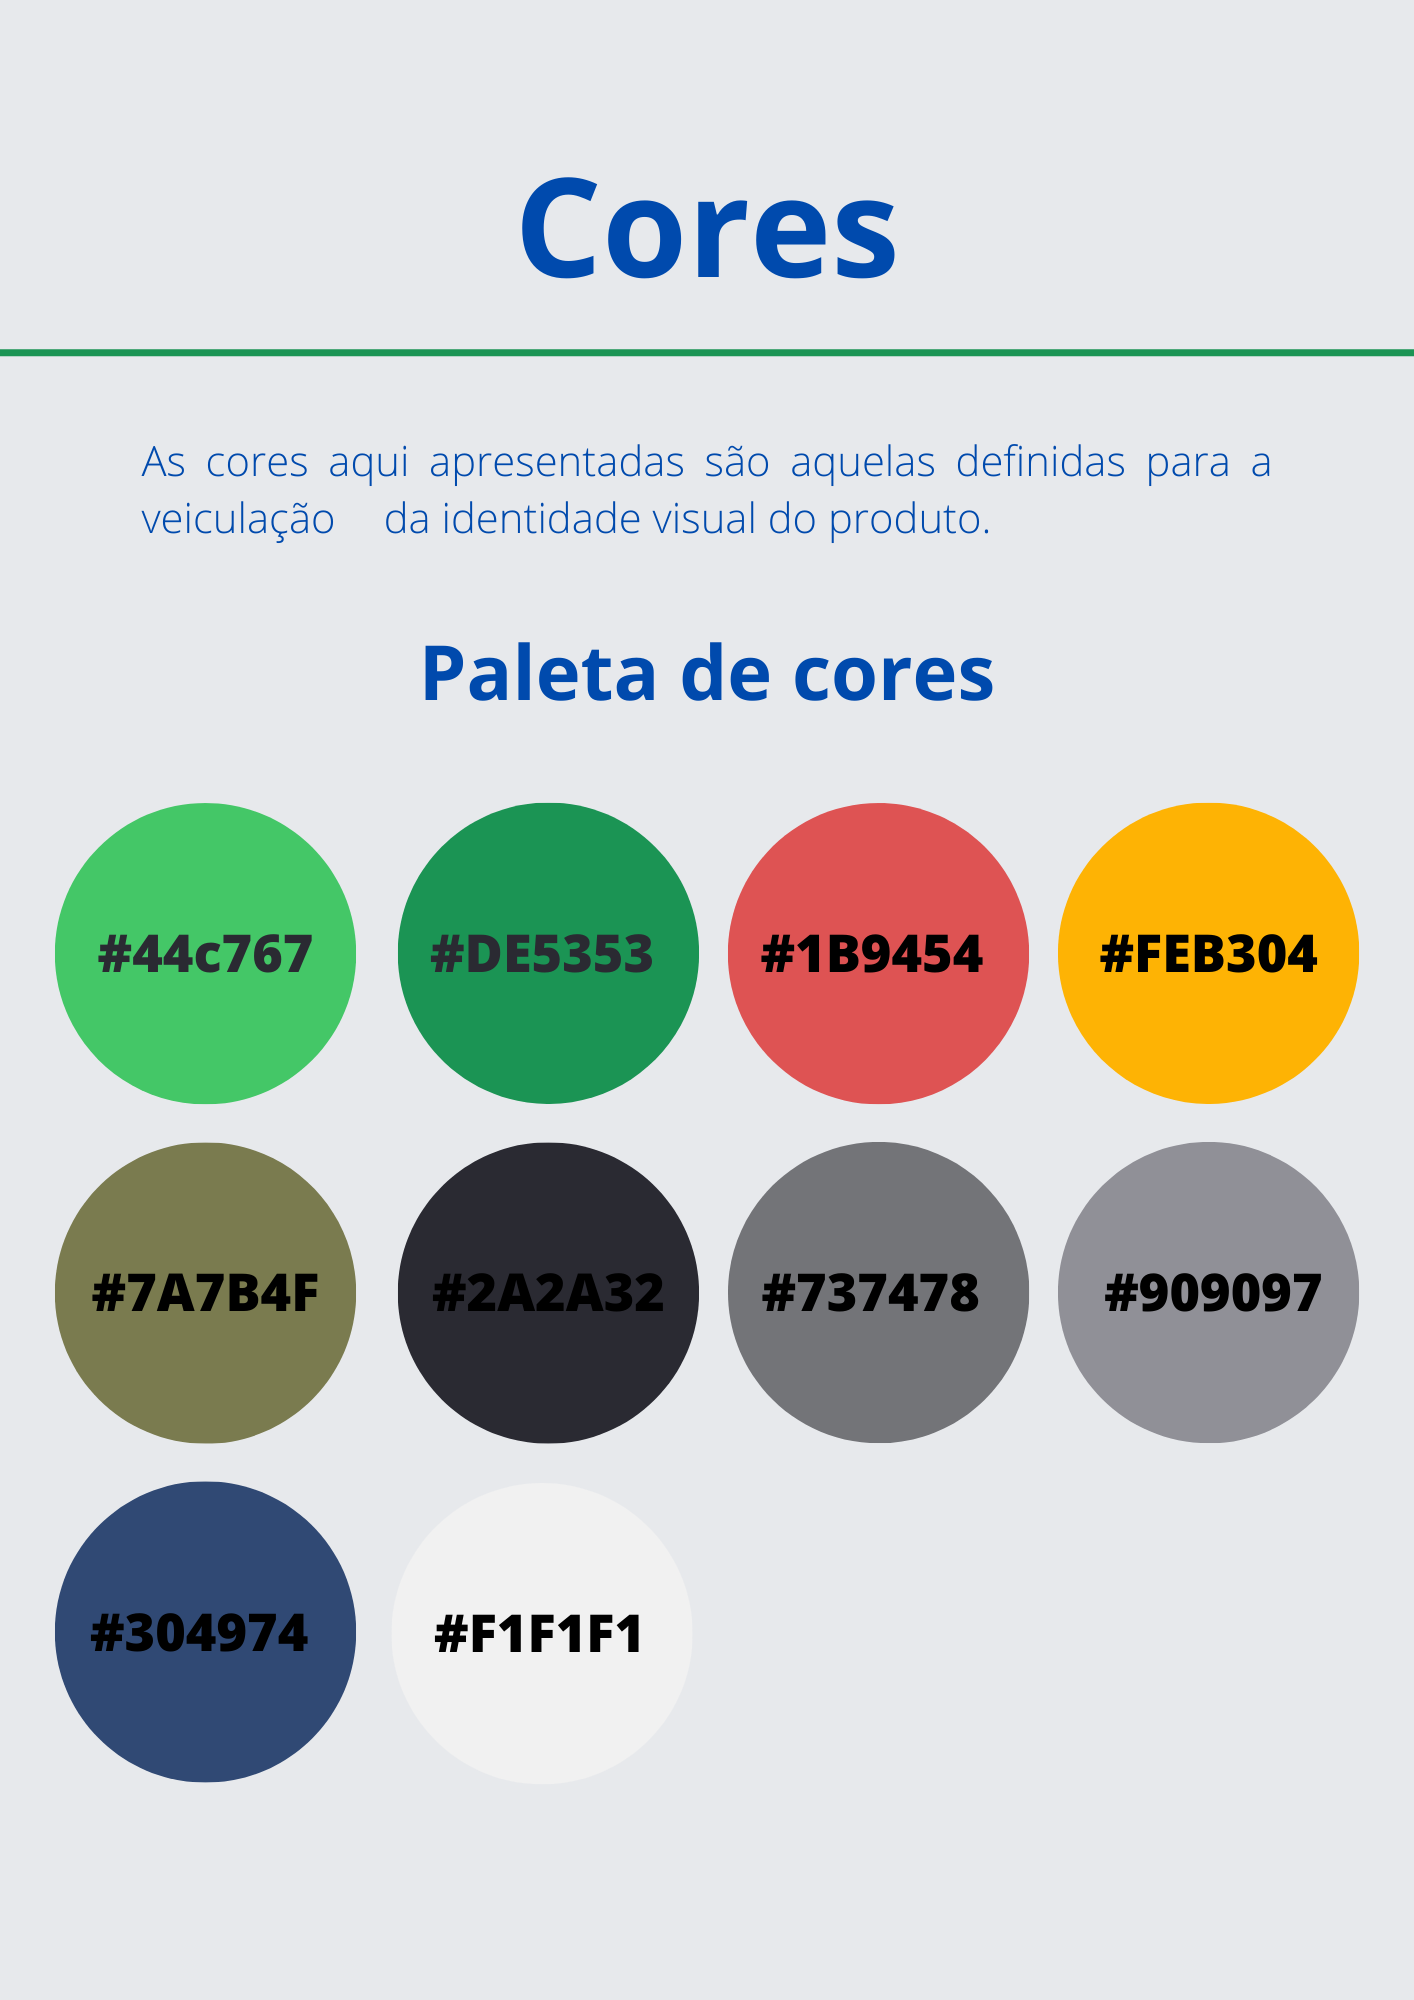 Cores
As cores aqui apresentadas são aquelas definidas para a
veiculação da identidade visual do produto.
Paleta de cores
#44c767
#DE5353
#1B9454
#FEB304
#7A7B4F
#2A2A32
#737478
#909097
#304974
#F1F1F1